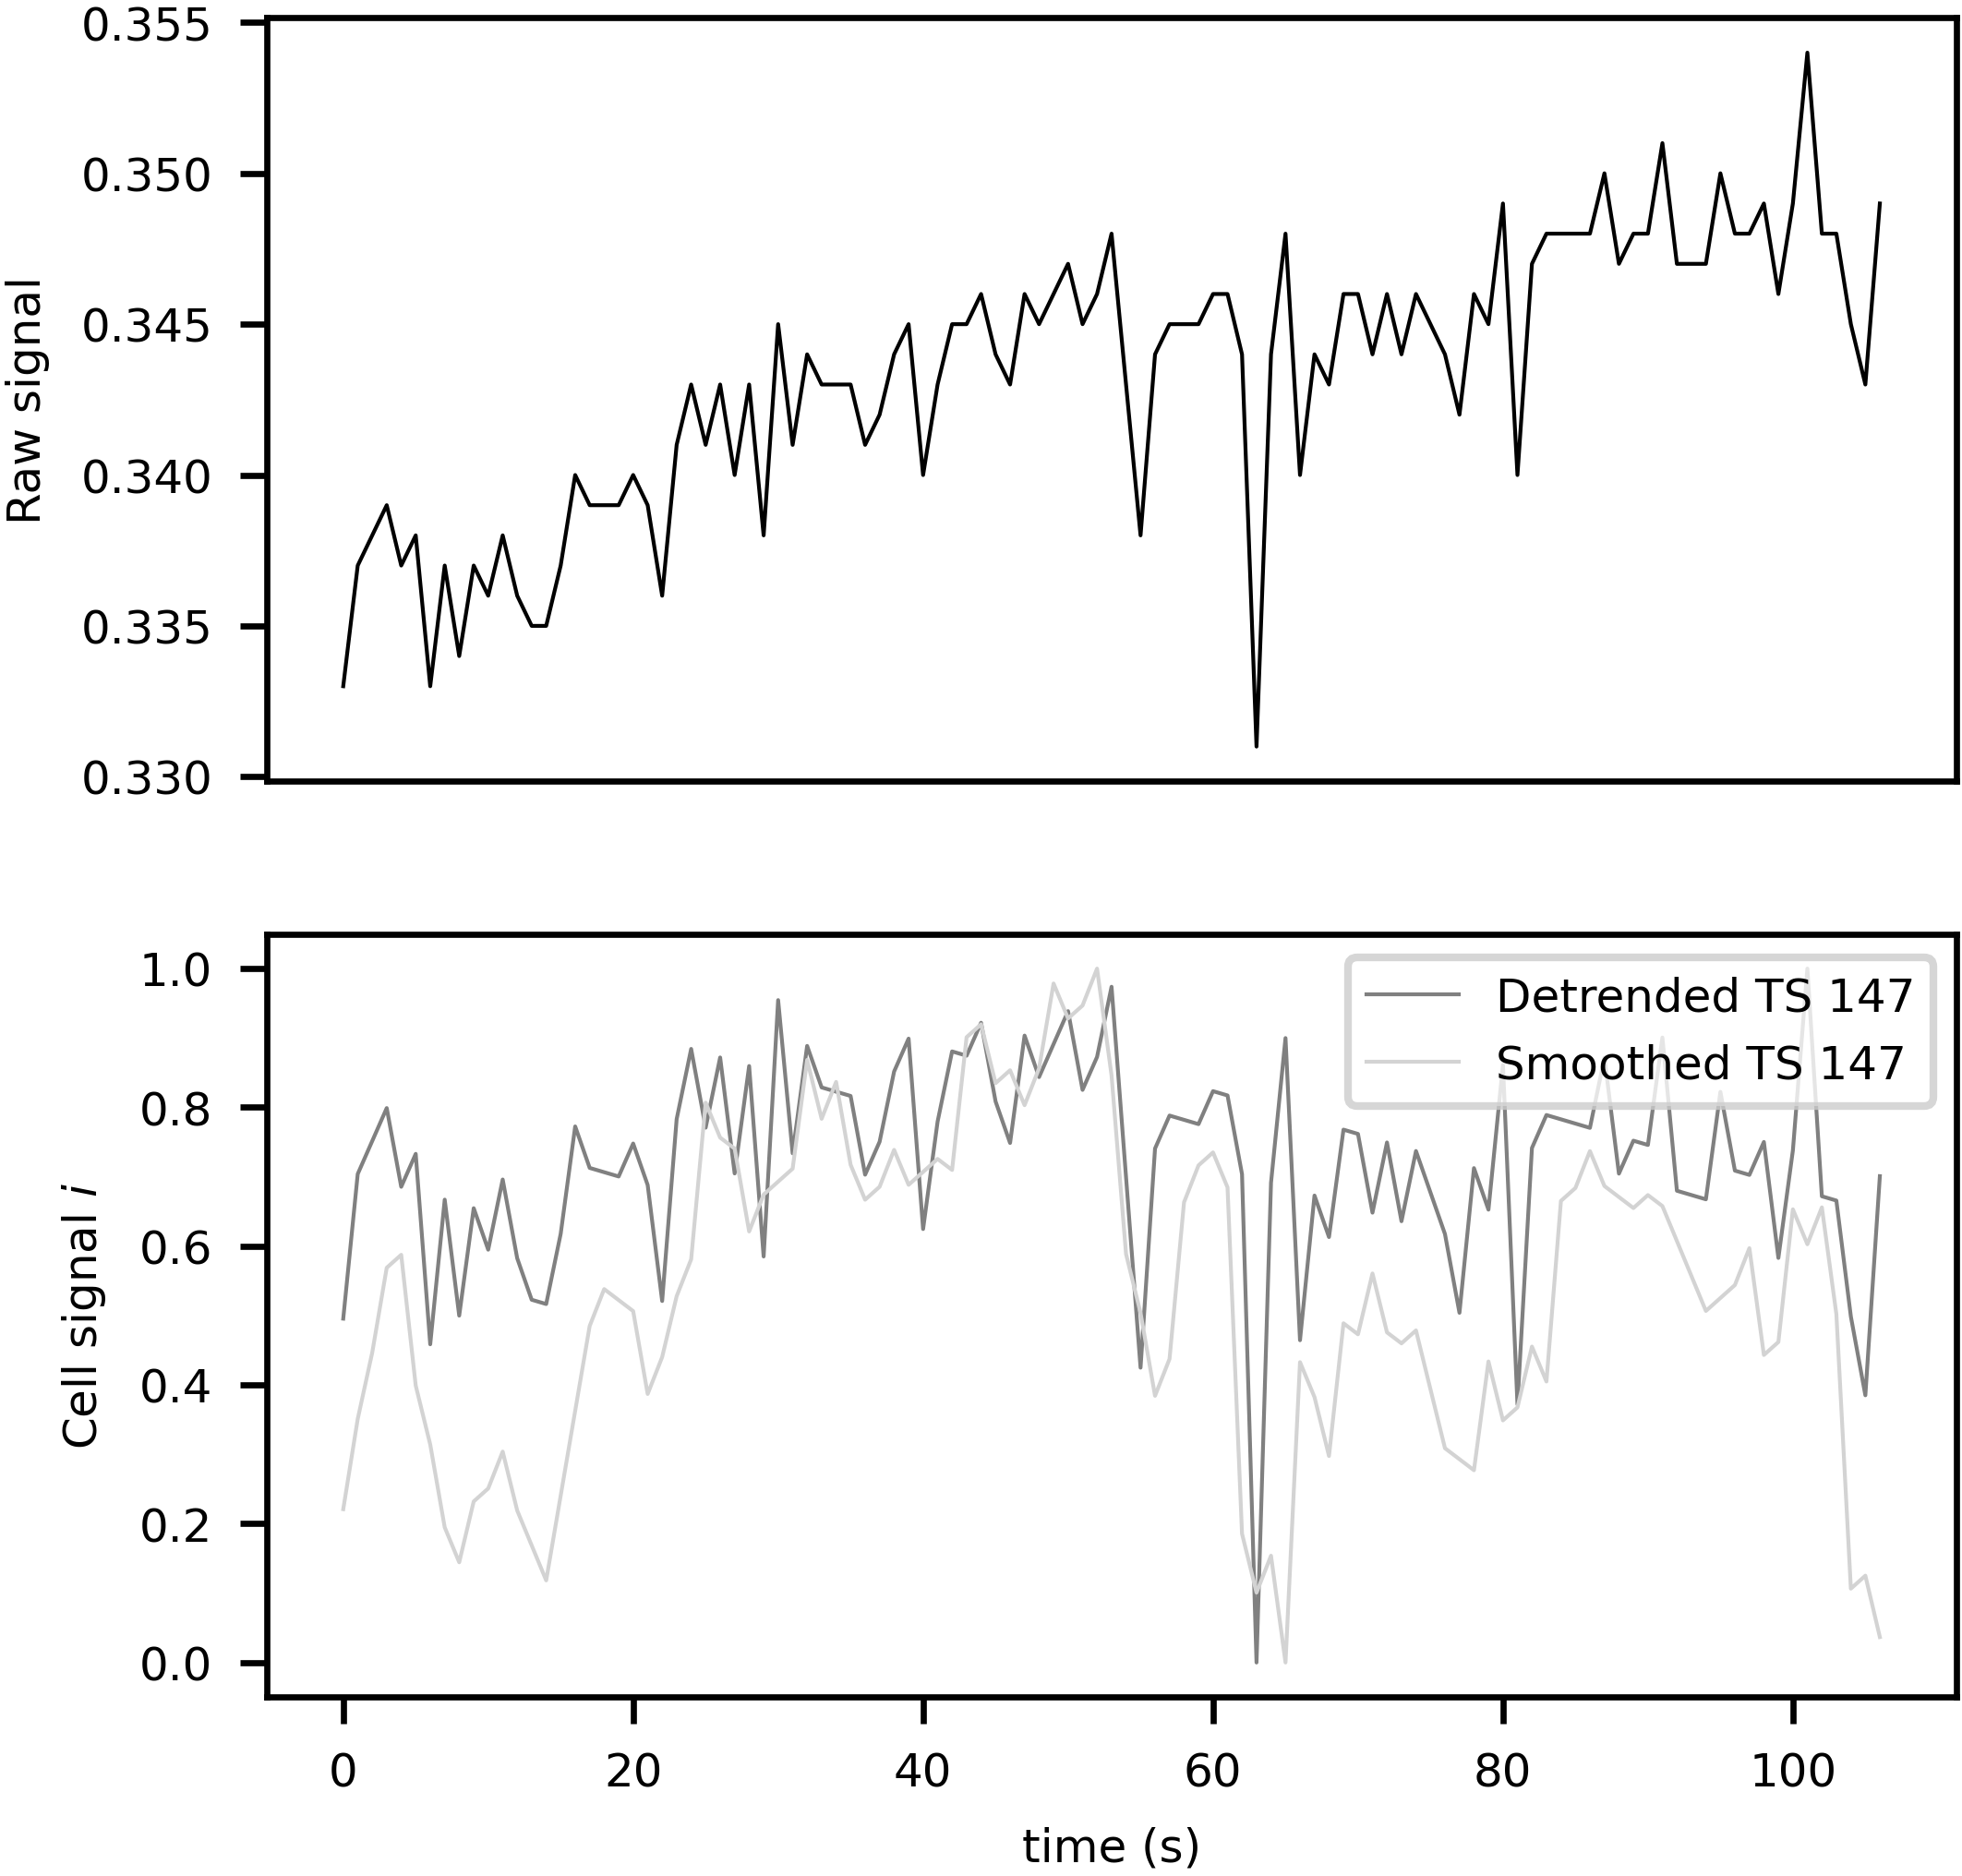 0.355
0.350
0.345
0.340
0.335
0.330
Raw signal
1.0
0.8
0.6
0.4
0.2
0.0
Cell signal i
Detrended TS 147
Smoothed TS 147
0 20 40 60 80 100
time (s)